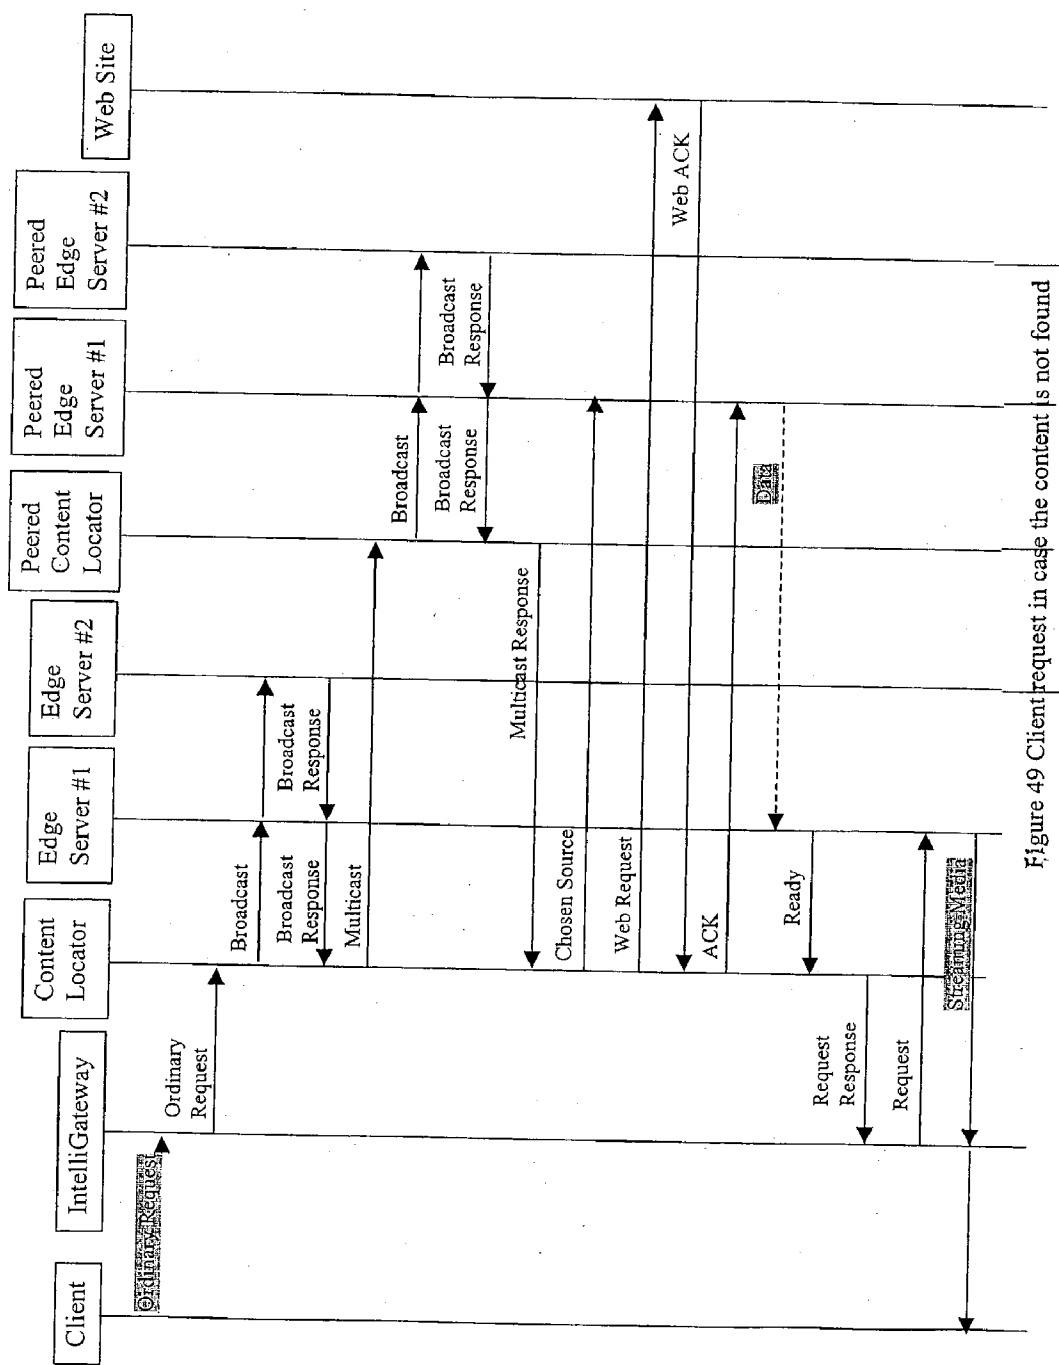 Client
IntelliGateway
Content
Locator
Edge
Server #1
Edge
Server #2
Peered
Content
Locator
Peered
Edge
Server #1
Peered
Edge
Server #2
Web Site
Ordinary Request
Ordinary
Request
Broadcast
Broadcast
Response
Broadcast
Response
Multicast
Broadcast
Broadcast
Response
Broadcast
Response
Multicast Response
Chosen Source
Web Request
Web ACK
ACK
Data
Ready
Request
Response
Request
Streaming Media
Figure 49 Client request in case the content is not found